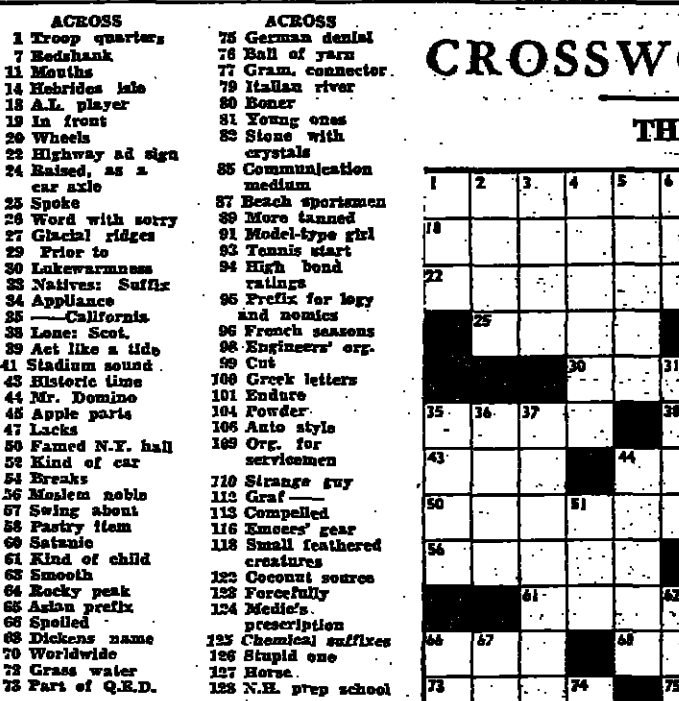 ACROSS
1 Troop quarters
7 Redshank
11 Mouths
14 Hebrides isle
18 A.L. player
19 In front
20 Wheels
22 Highway ad sign
24 Raised, as a
car axle
25 Spoke
26 Word with sorry
27 Glacial ridges
29 Prior to
30 Lukewarmness
33 Natives: Suffix
34 Appliance
35 —California
38 Lone: Scot.
39 Act like a tide
41 Stadium sound
43 Historic time
44 Mr. Domino
45 Apple parts
47 Lacks
50 Famed N.Y. hall
52 Kind of car
54 Breaks
56 Moslem noble
57 Swing about
58 Pastry item
60 Satanic
61 Kind of child
63 Smooth
64 Rocky peak
65 Asian prefix
66 Spoiled
68 Dickens name
70 Worldwide
72 Grass water
73 Part of Q.E.D.
ACROSS
75 German denial
76 Ball of yarn
77 Gram. connector
79 Italian river
80 Boner
81 Young ones
82 Stone with
crystals
85 Communication
medium
87 Beach sportsmen
89 More tanned
91 Model-type girl
93 Tennis start
94 High bond
ratings
95 Prefix for logy
and nomics
96 French seasons
98 Engineers' org.
99 Cut
100 Greek letters
101 Endure
104 Powder
106 Auto style
109 Org. for
servicemen
110 Strange guy
112 Graf —
113 Compelled
116 Emcees' gear
118 Small feathered
creatures
122 Coconut source
123 Forcefully
124 Medic's
prescription
125 Chemical suffixes
126 Stupid one
127 Horse
128 N.H. prep school
CROSSW
TH
1 2 3 4 5 6
18
22
25
30 31
35 36 37 38
43 44
50 51
56
61 62
66 67 68
73 74 75